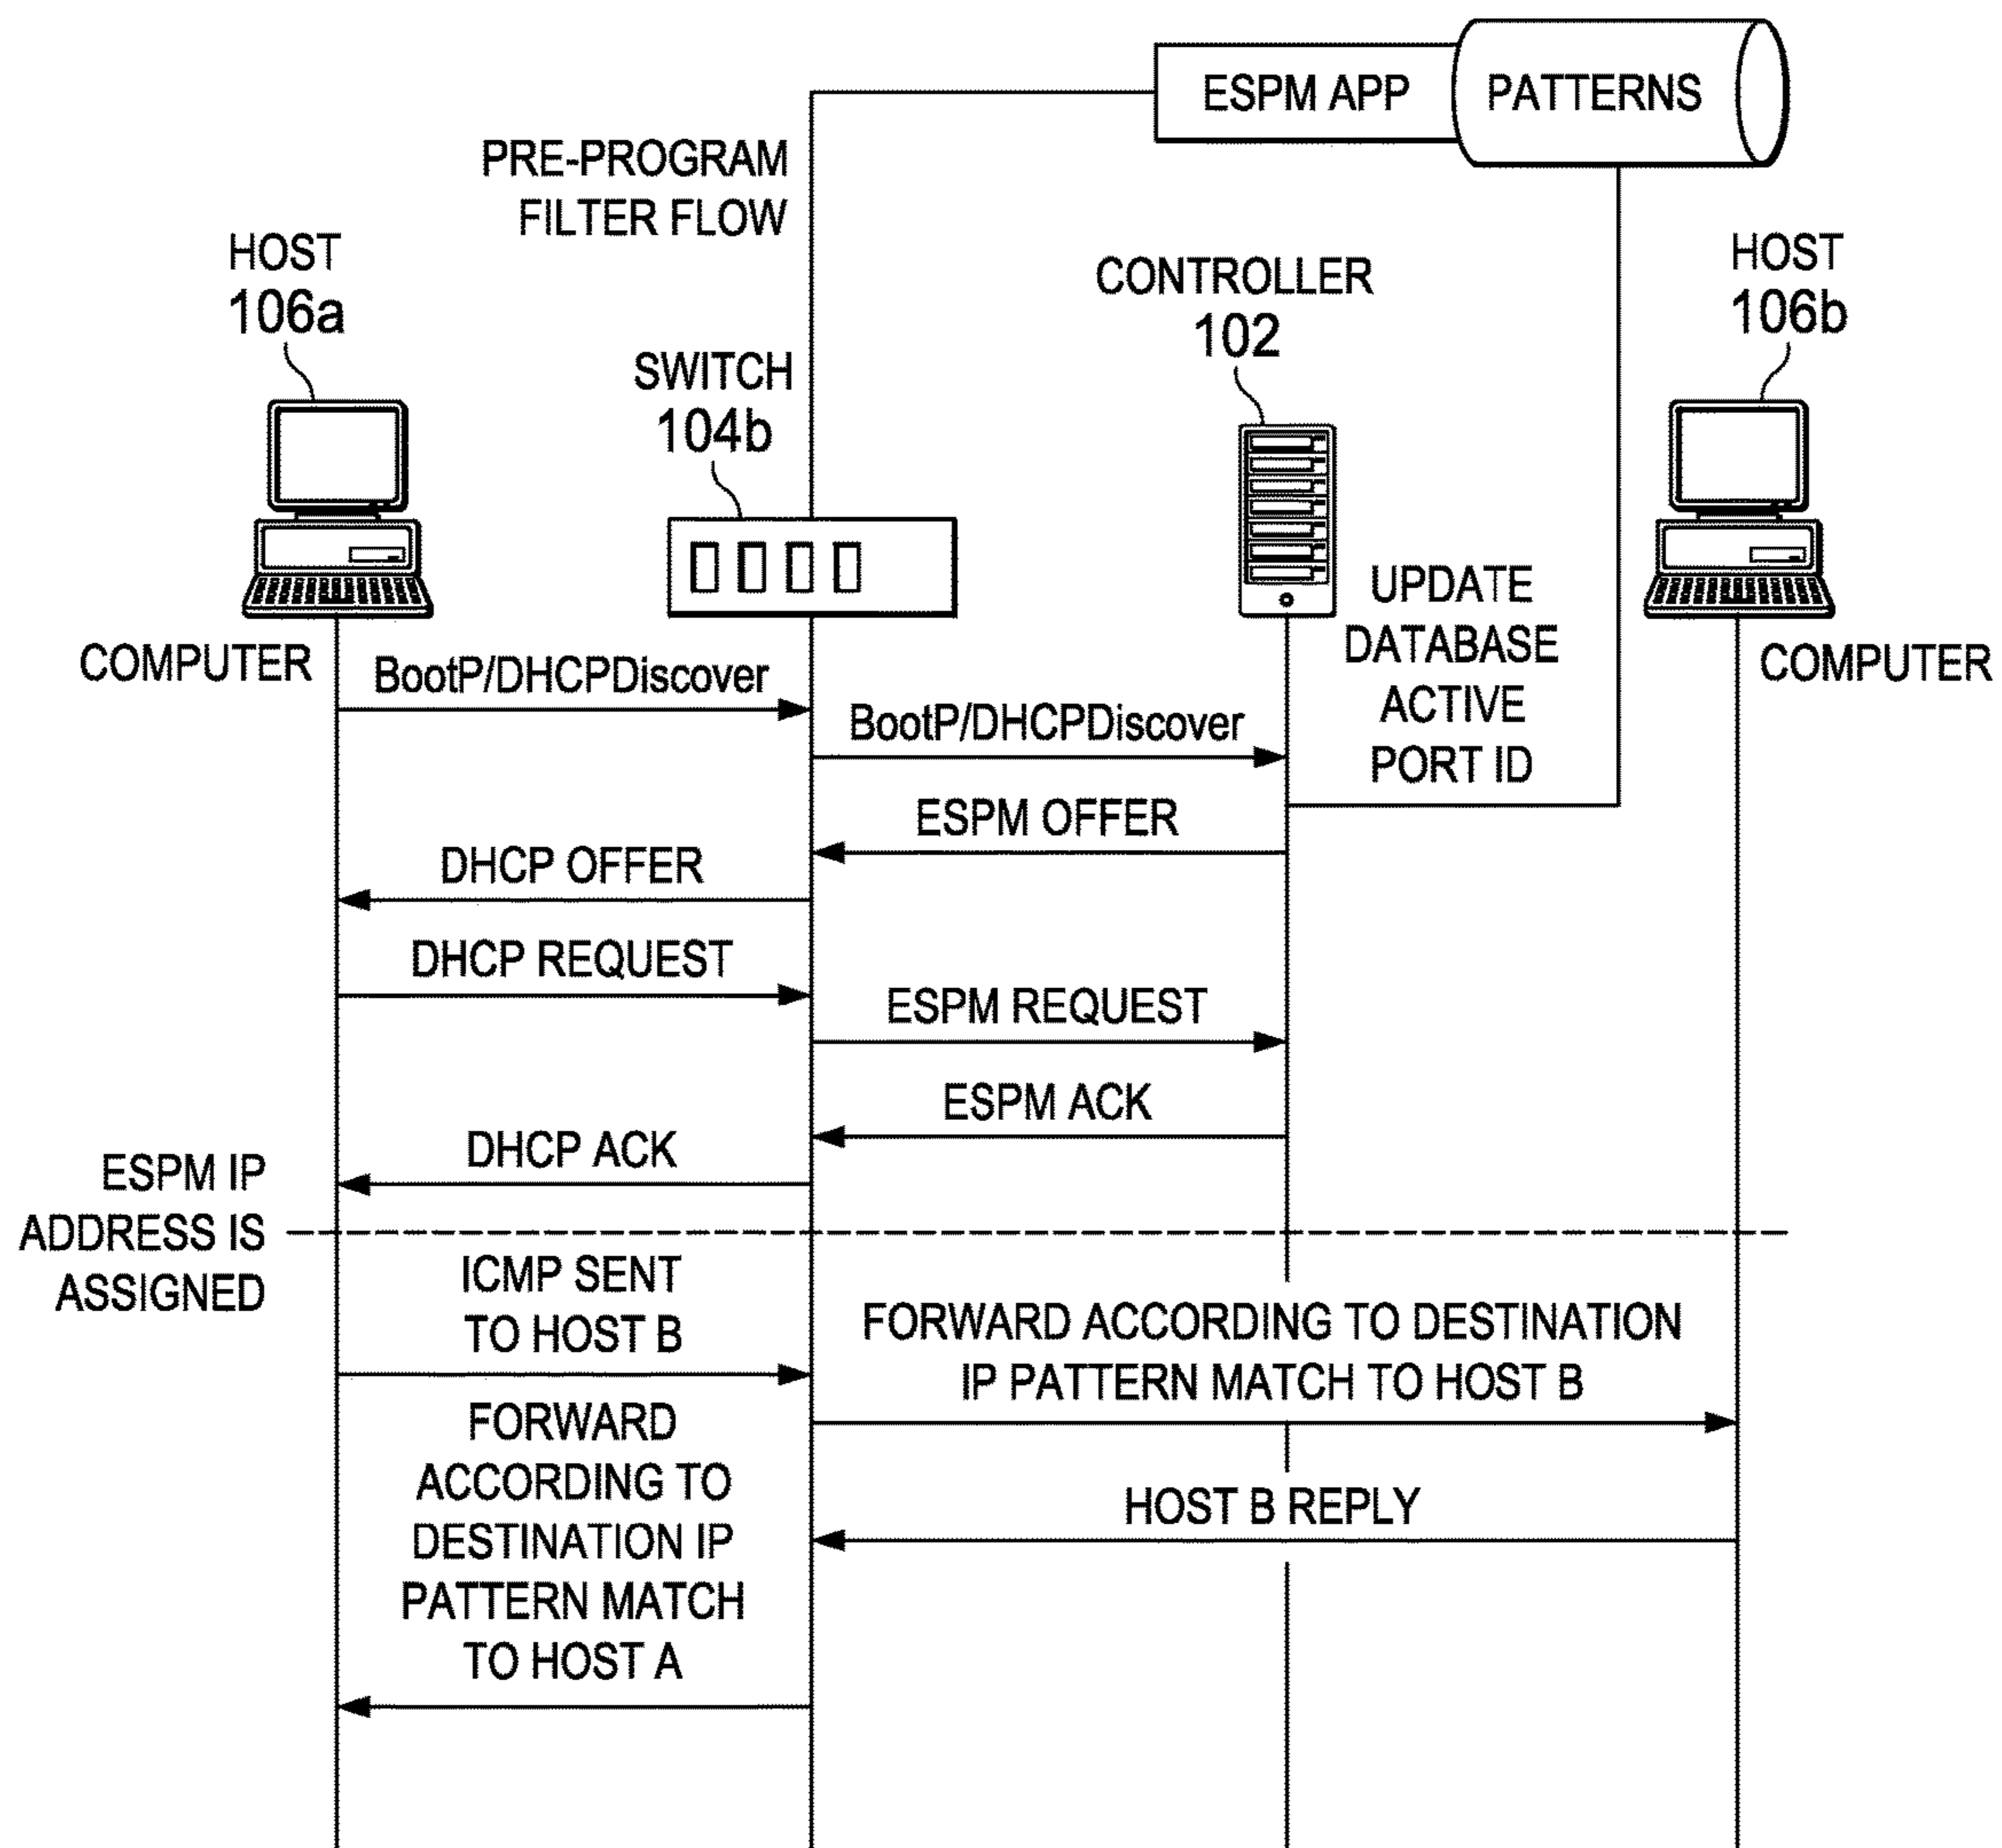 ESPM APP
PATTERNS
PRE-PROGRAM
FILTER FLOW
HOST
106a
SWITCH
104b
CONTROLLER
102
HOST
106b
COMPUTER
UPDATE
DATABASE
ACTIVE
PORT ID
COMPUTER
BootP/DHCPDiscover
BootP/DHCPDiscover
ESPM OFFER
DHCP OFFER
DHCP REQUEST
ESPM REQUEST
ESPM ACK
DHCP ACK
ESPM IP
ADDRESS IS
ASSIGNED
ICMP SENT
TO HOST B
FORWARD ACCORDING TO DESTINATION
IP PATTERN MATCH TO HOST B
FORWARD
ACCORDING TO
DESTINATION IP
PATTERN MATCH
TO HOST A
HOST B REPLY